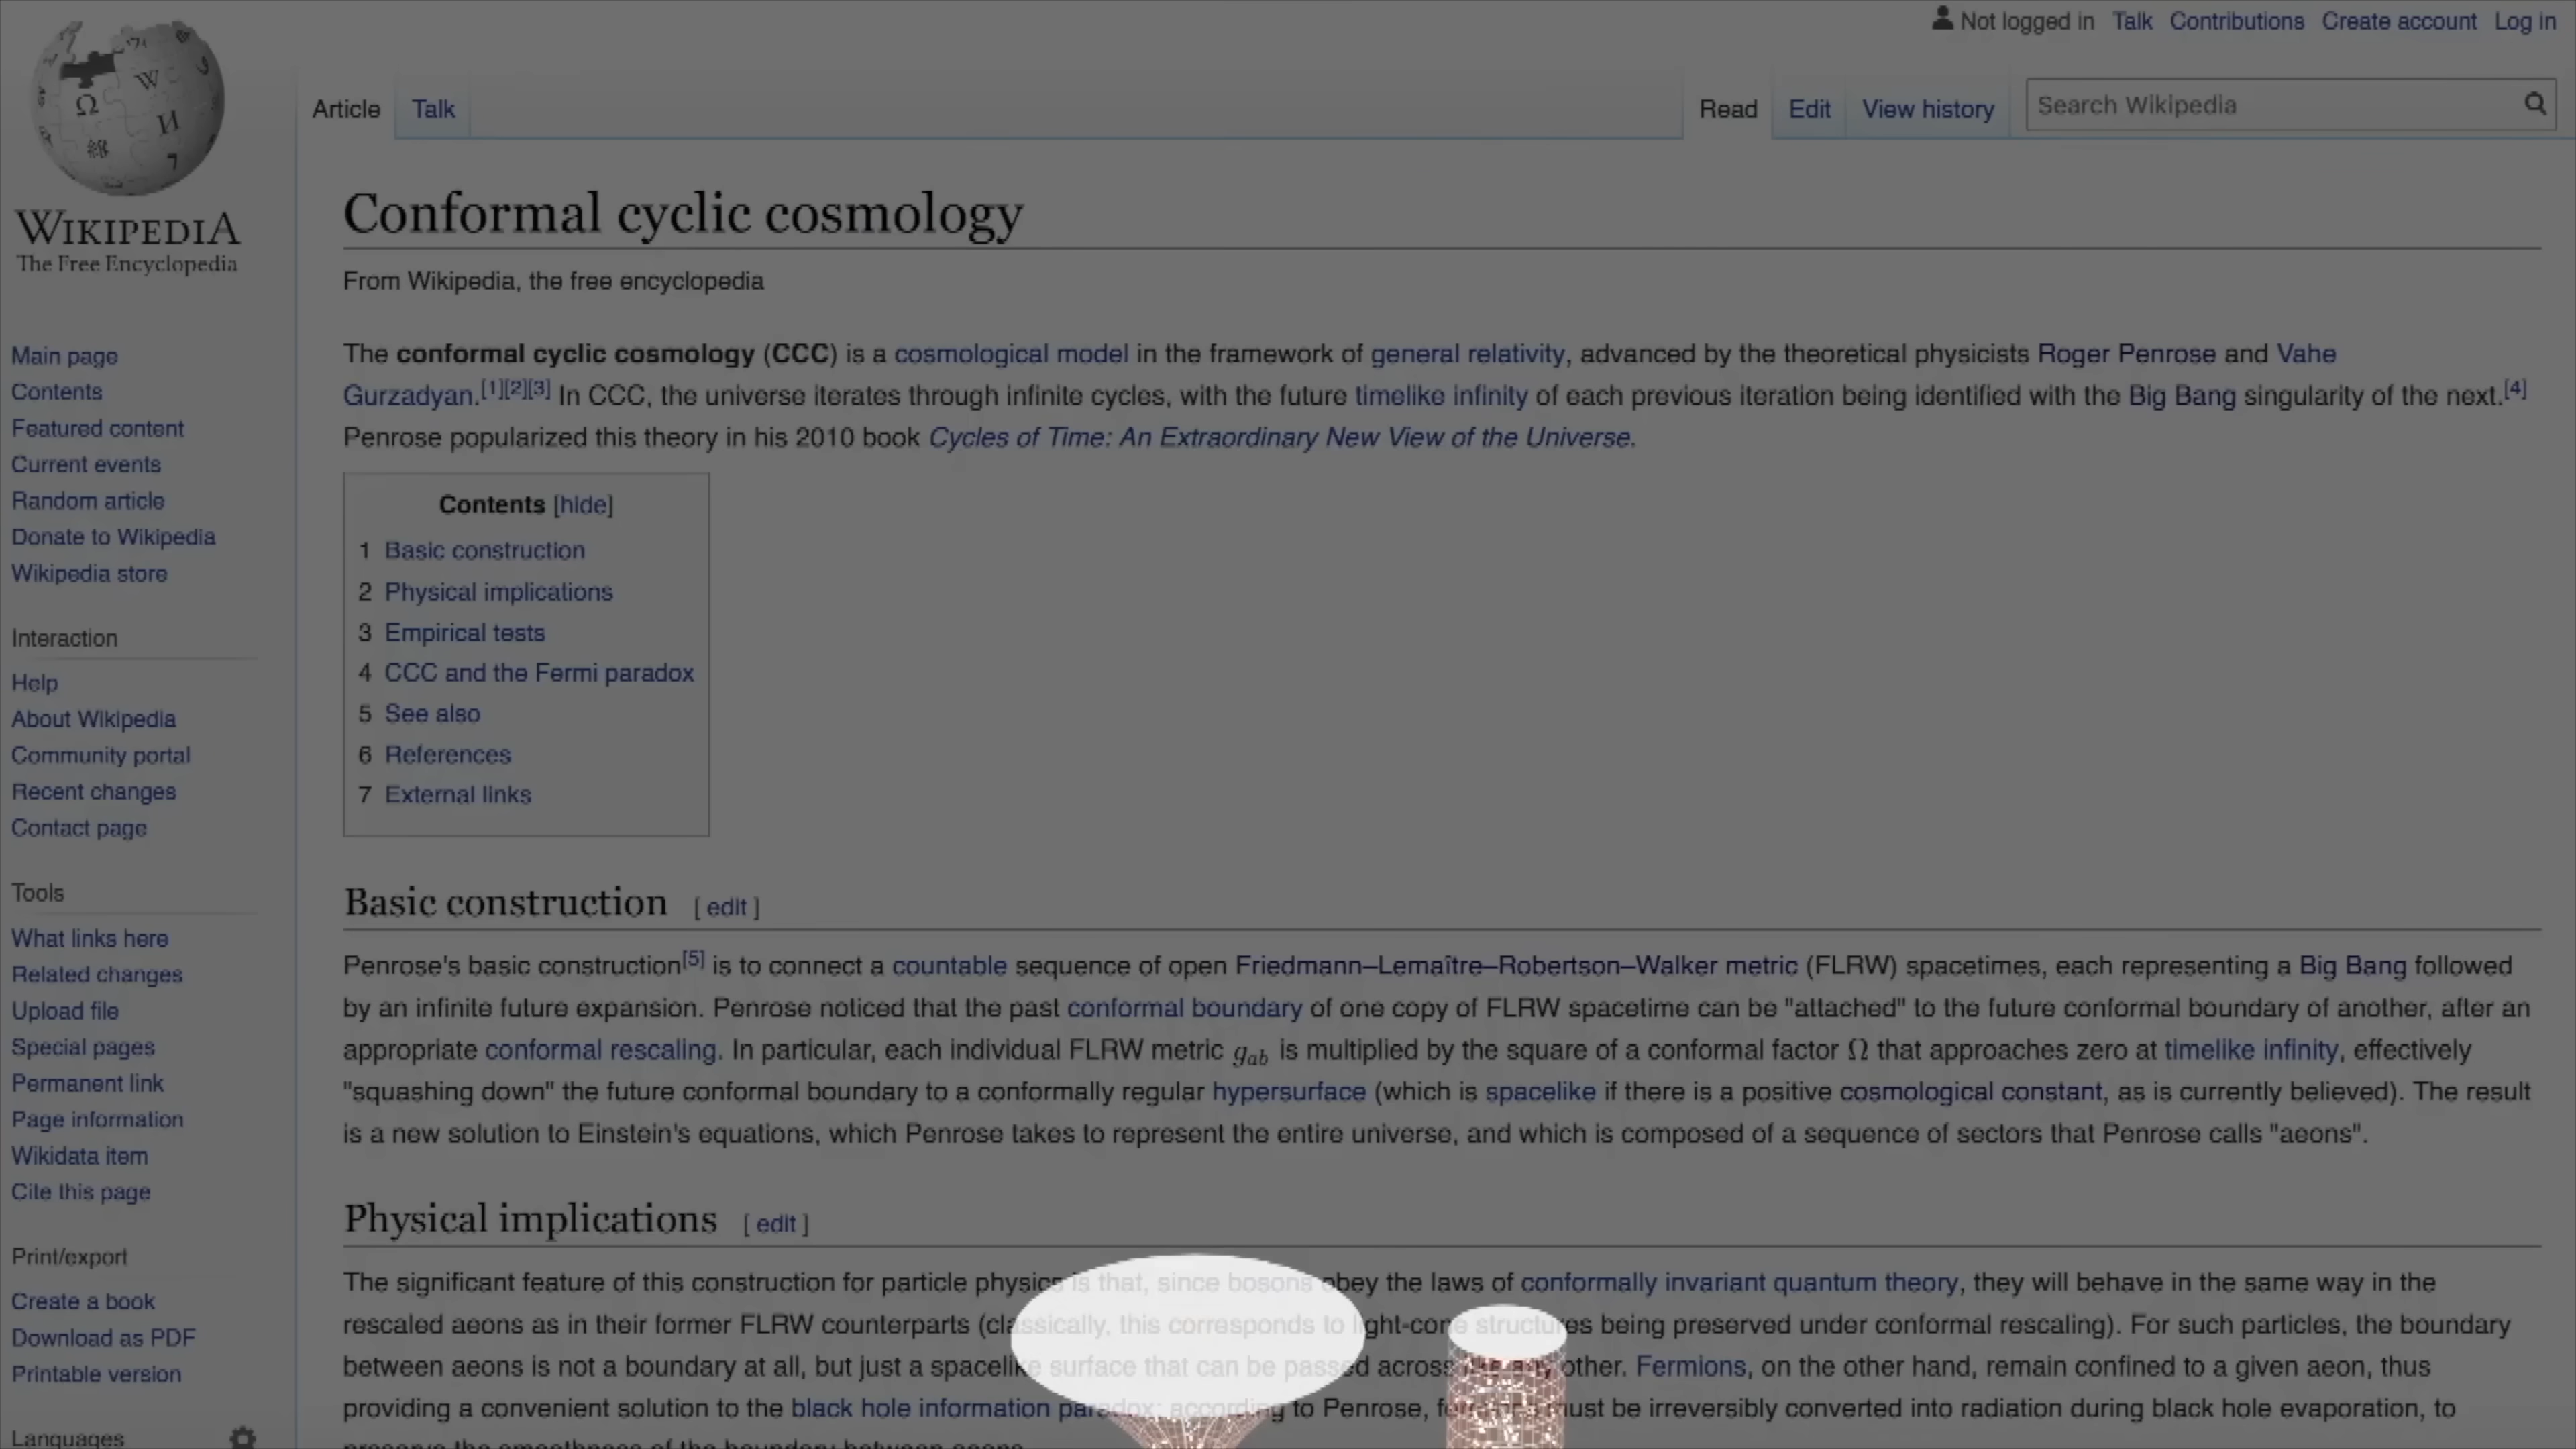 Not logged in Talk Contributions Create account Log in
Article Talk Read Edit View history Search Wikipedia
WIKIPEDIA
The Free Encyclopedia
Main page
Contents
Featured content
Current events
Random article
Donate to Wikipedia
Wikipedia store
Interaction
Help
About Wikipedia
Community portal
Recent changes
Contact page
Tools
What links here
Related changes
Upload file
Special pages
Permanent link
Page information
Wikidata item
Cite this page
Print/export
Create a book
Download as PDF
Printable version
Languages
Conformal cyclic cosmology
From Wikipedia, the free encyclopedia
The conformal cyclic cosmology (CCC) is a cosmological model in the framework of general relativity, advanced by the theoretical physicists Roger Penrose and Vahe
Gurzadyan.[1][2][3] In CCC, the universe iterates through infinite cycles, with the future timelike infinity of each previous iteration being identified with the Big Bang singularity of the next.[4]
Penrose popularized this theory in his 2010 book Cycles of Time: An Extraordinary New View of the Universe.
Contents [hide]
1 Basic construction
2 Physical implications
3 Empirical tests
4 CCC and the Fermi paradox
5 See also
6 References
7 External links
Basic construction [ edit ]
Penrose's basic construction[5] is to connect a countable sequence of open Friedmann–Lemaître–Robertson–Walker metric (FLRW) spacetimes, each representing a Big Bang followed
by an infinite future expansion. Penrose noticed that the past conformal boundary of one copy of FLRW spacetime can be "attached" to the future conformal boundary of another, after an
appropriate conformal rescaling. In particular, each individual FLRW metric gab is multiplied by the square of a conformal factor Ω that approaches zero at timelike infinity, effectively
"squashing down" the future conformal boundary to a conformally regular hypersurface (which is spacelike if there is a positive cosmological constant, as is currently believed). The result
is a new solution to Einstein's equations, which Penrose takes to represent the entire universe, and which is composed of a sequence of sectors that Penrose calls "aeons".
Physical implications [ edit ]
The significant feature of this construction for particle physics is that, since bosons obey the laws of conformally invariant quantum theory, they will behave in the same way in the
rescaled aeons as in their former FLRW counterparts (classically, this corresponds to light-cone structures being preserved under conformal rescaling). For such particles, the boundary
between aeons is not a boundary at all, but just a spacelike surface that can be passed across other. Fermions, on the other hand, remain confined to a given aeon, thus
providing a convenient solution to the black hole information paradox; according to Penrose, must be irreversibly converted into radiation during black hole evaporation, to